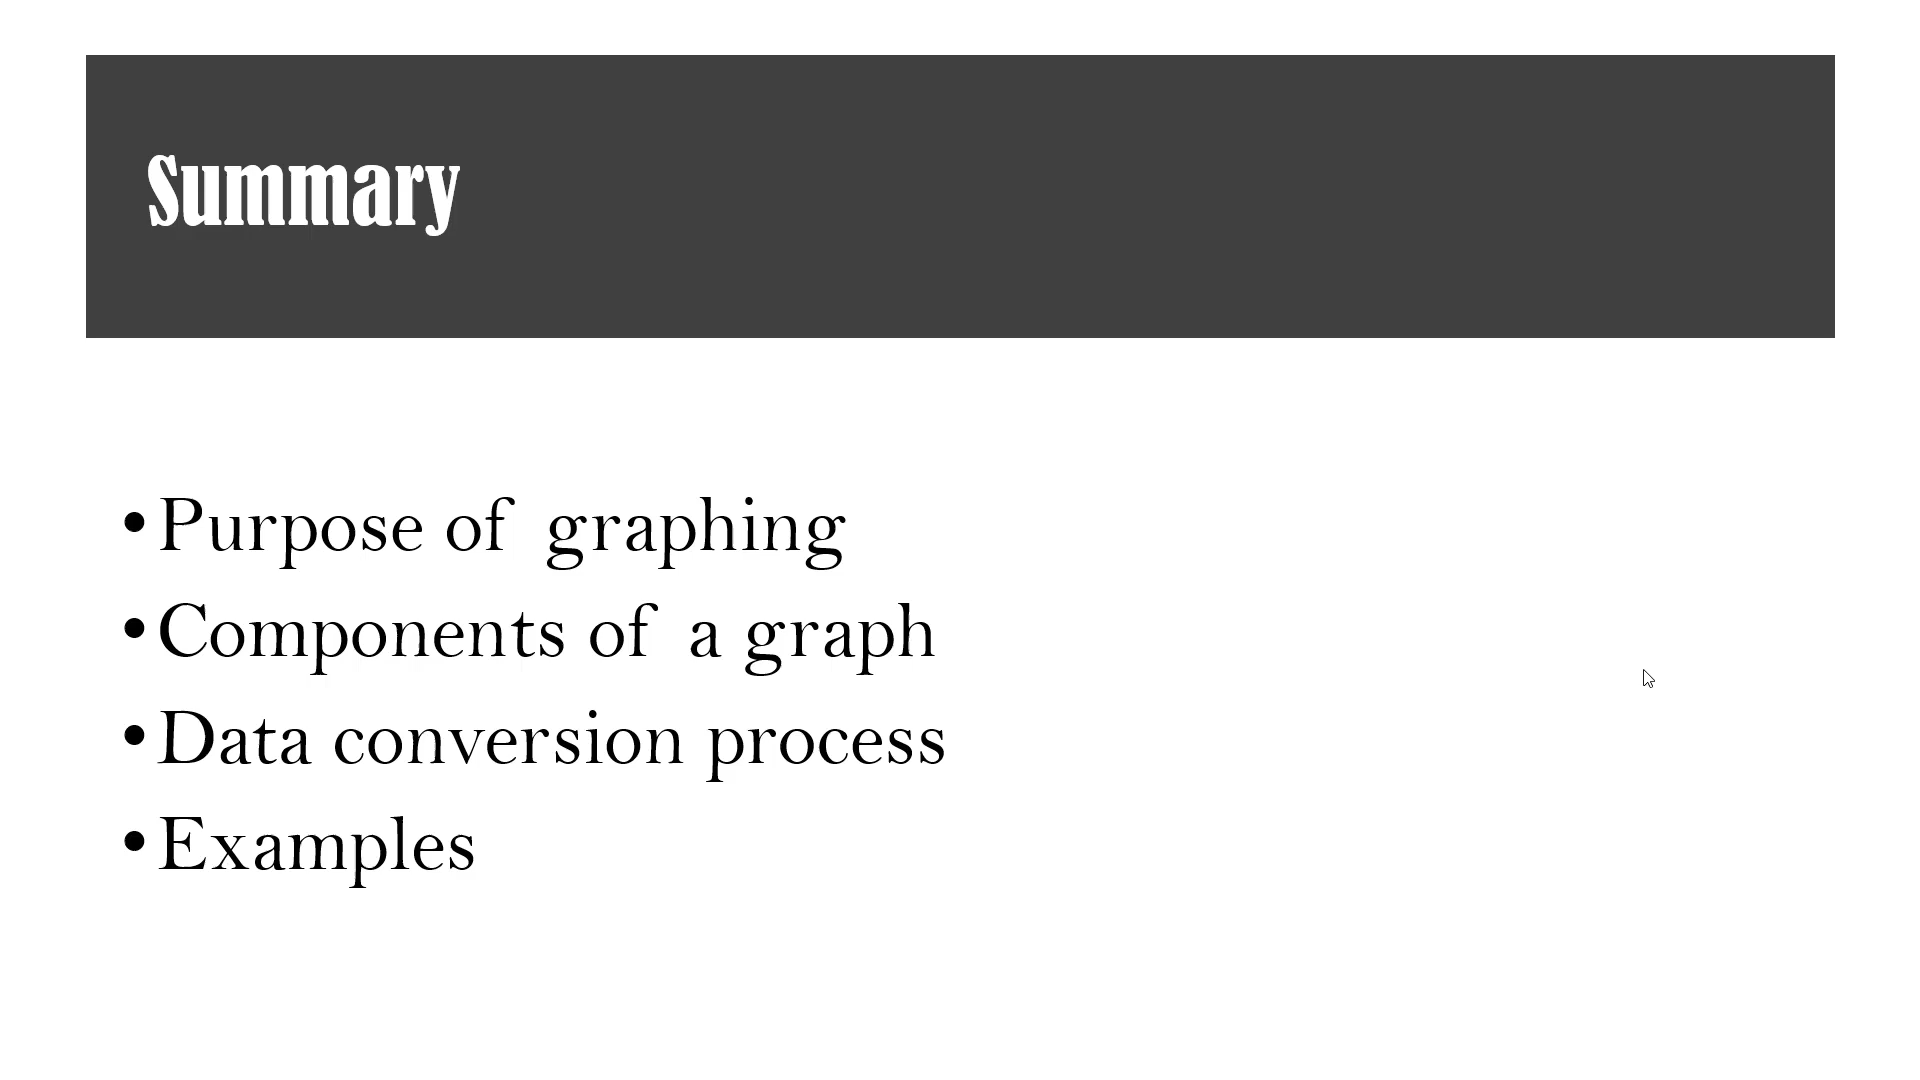 Summary
•Purpose of graphing
•Components of a graph
•Data conversion process
•Examples